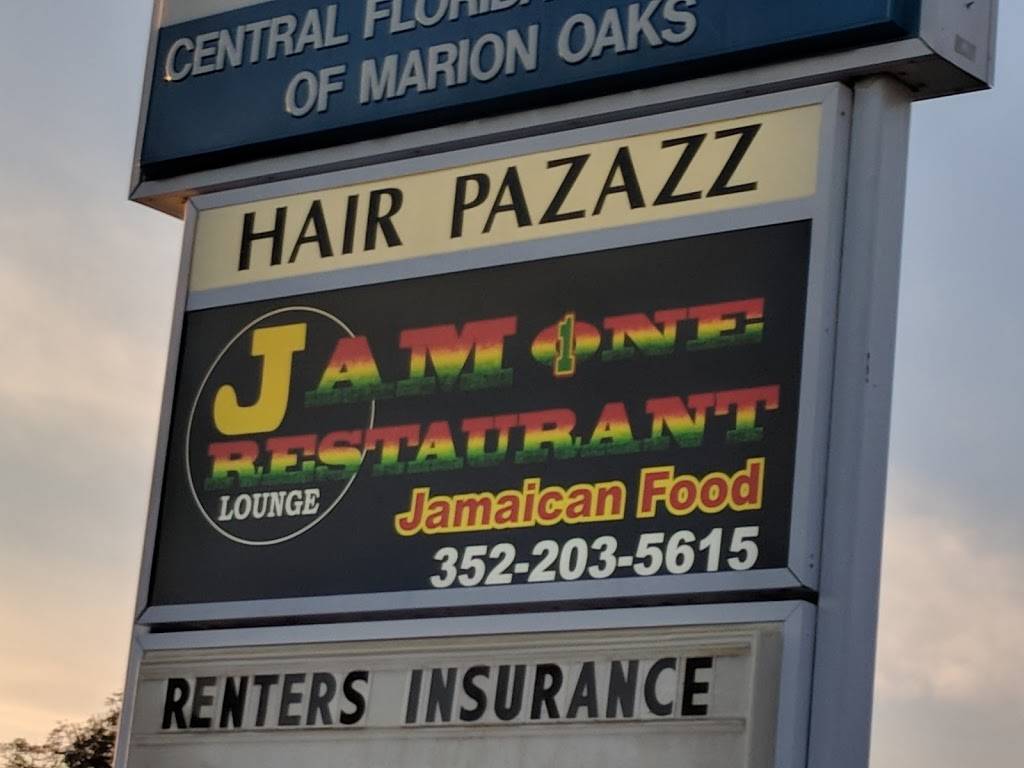 CENTRAL FLORIDA
OF MARION OAKS
HAIR PAZAZZ
JAM 1 ONE
RESTAURANT
LOUNGE
Jamaican Food
352-203-5615
RENTERS INSURANCE